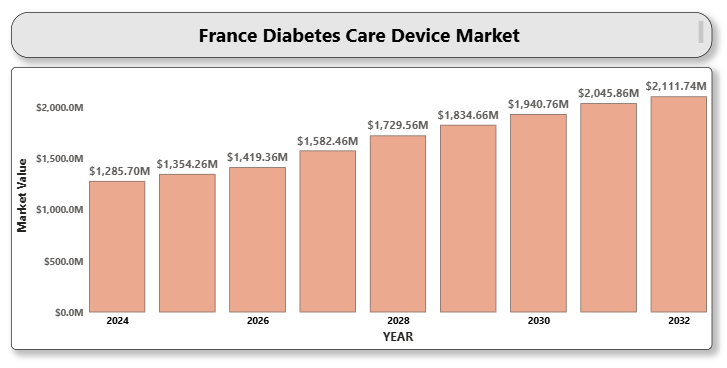 France Diabetes Care Device Market
Market Value
$2,000.0M
$1,500.0M
$1,000.0M
$500.0M
$0.0M
$1,285.70M
$1,354.26M
$1,419.36M
$1,582.46M
$1,729.56M
$1,834.66M
$1,940.76M
$2,045.86M
$2,111.74M
2024 2026 2028 2030 2032
YEAR